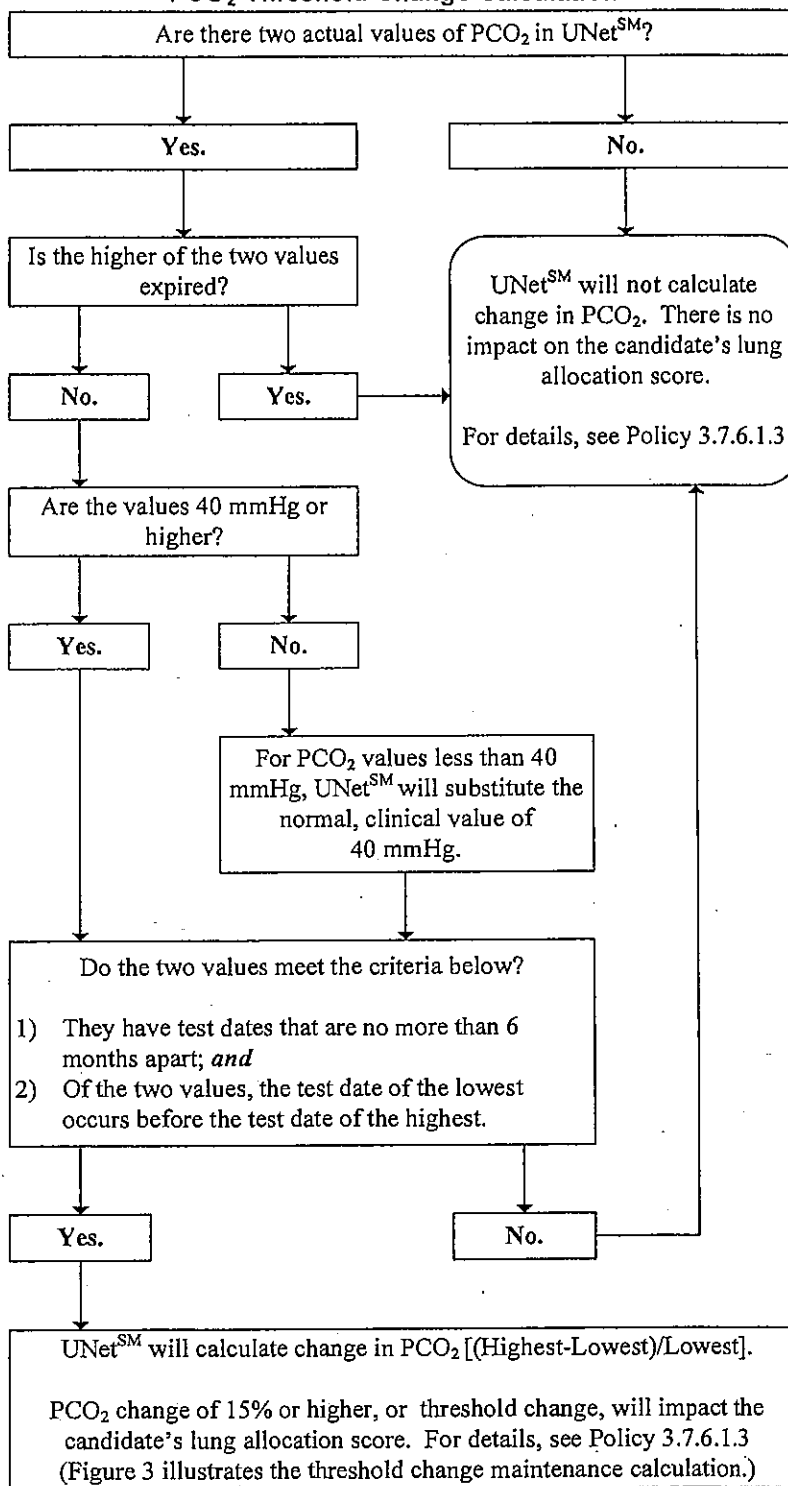 PCO₂ Threshold Change Calculation
Are there two actual values of PCO₂ in UNetSM?
Yes.
No.
Is the higher of the two values
expired?
UNetSM will not calculate
change in PCO₂. There is no
impact on the candidate's lung
allocation score.
For details, see Policy 3.7.6.1.3
No.
Yes.
Are the values 40 mmHg or
higher?
Yes.
No.
For PCO₂ values less than 40
mmHg, UNetSM will substitute the
normal, clinical value of
40 mmHg.
Do the two values meet the criteria below?
1) They have test dates that are no more than 6
months apart; and
2) Of the two values, the test date of the lowest
occurs before the test date of the highest.
Yes.
No.
UNetSM will calculate change in PCO₂ [(Highest-Lowest)/Lowest].
PCO₂ change of 15% or higher, or threshold change, will impact the
candidate's lung allocation score. For details, see Policy 3.7.6.1.3
(Figure 3 illustrates the threshold change maintenance calculation.)